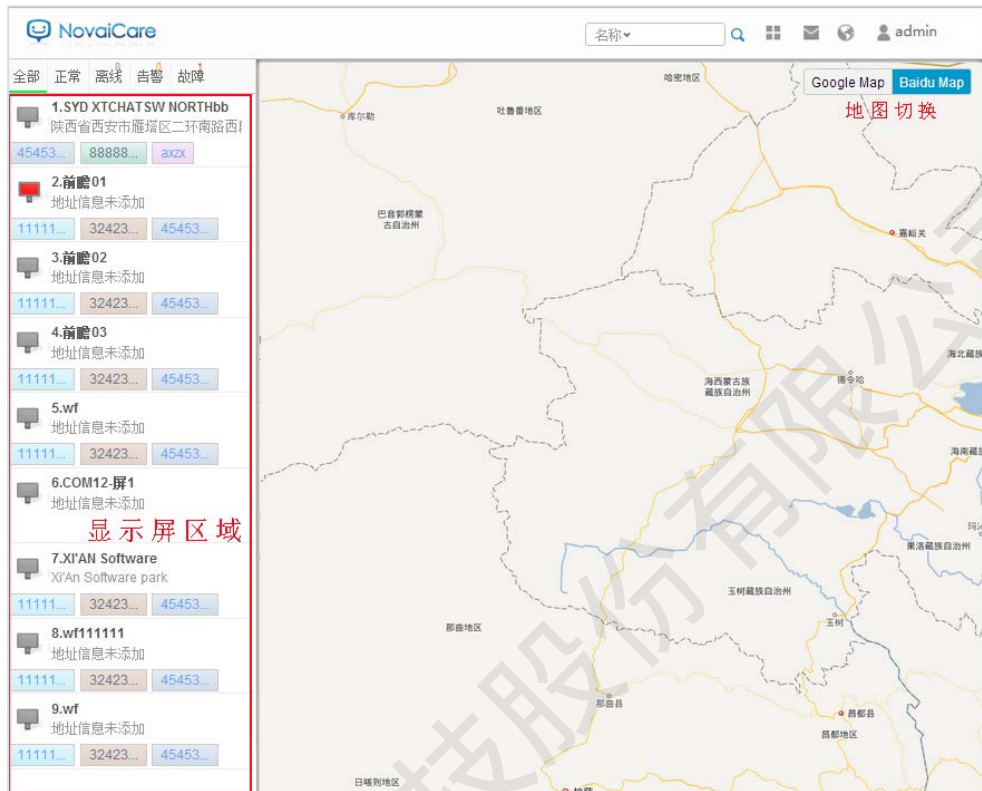 NovaiCare
名称
admin
全部 正常 离线 告警 故障
Google Map Baidu Map
地图切换
1.SYD XTCHATSW NORTHbb
陕西省西安市雁塔区二环南路西
45453... 88888... axzx
2.前瞻01
地址信息未添加
11111... 32423... 45453...
3.前瞻02
地址信息未添加
11111... 32423... 45453...
4.前瞻03
地址信息未添加
11111... 32423... 45453...
5.wf
地址信息未添加
11111... 32423... 45453...
6.COM12-屏1
地址信息未添加
显示屏区域
7.XI'AN Software
Xi'An Software park
11111... 32423... 45453...
8.wf111111
地址信息未添加
11111... 32423... 45453...
9.wf
地址信息未添加
11111... 32423... 45453...
哈密地区
吐鲁番地区
库尔勒
巴音郭楞蒙
古自治州
嘉峪关
海北藏族
海西蒙古族
藏族自治州
德令哈
海南藏族
玛沁
果洛藏族自治州
玉树藏族自治州
玉树
那曲地区
那曲县
昌都县
昌都地区
日喀则地区
拉萨
技股份有限公司